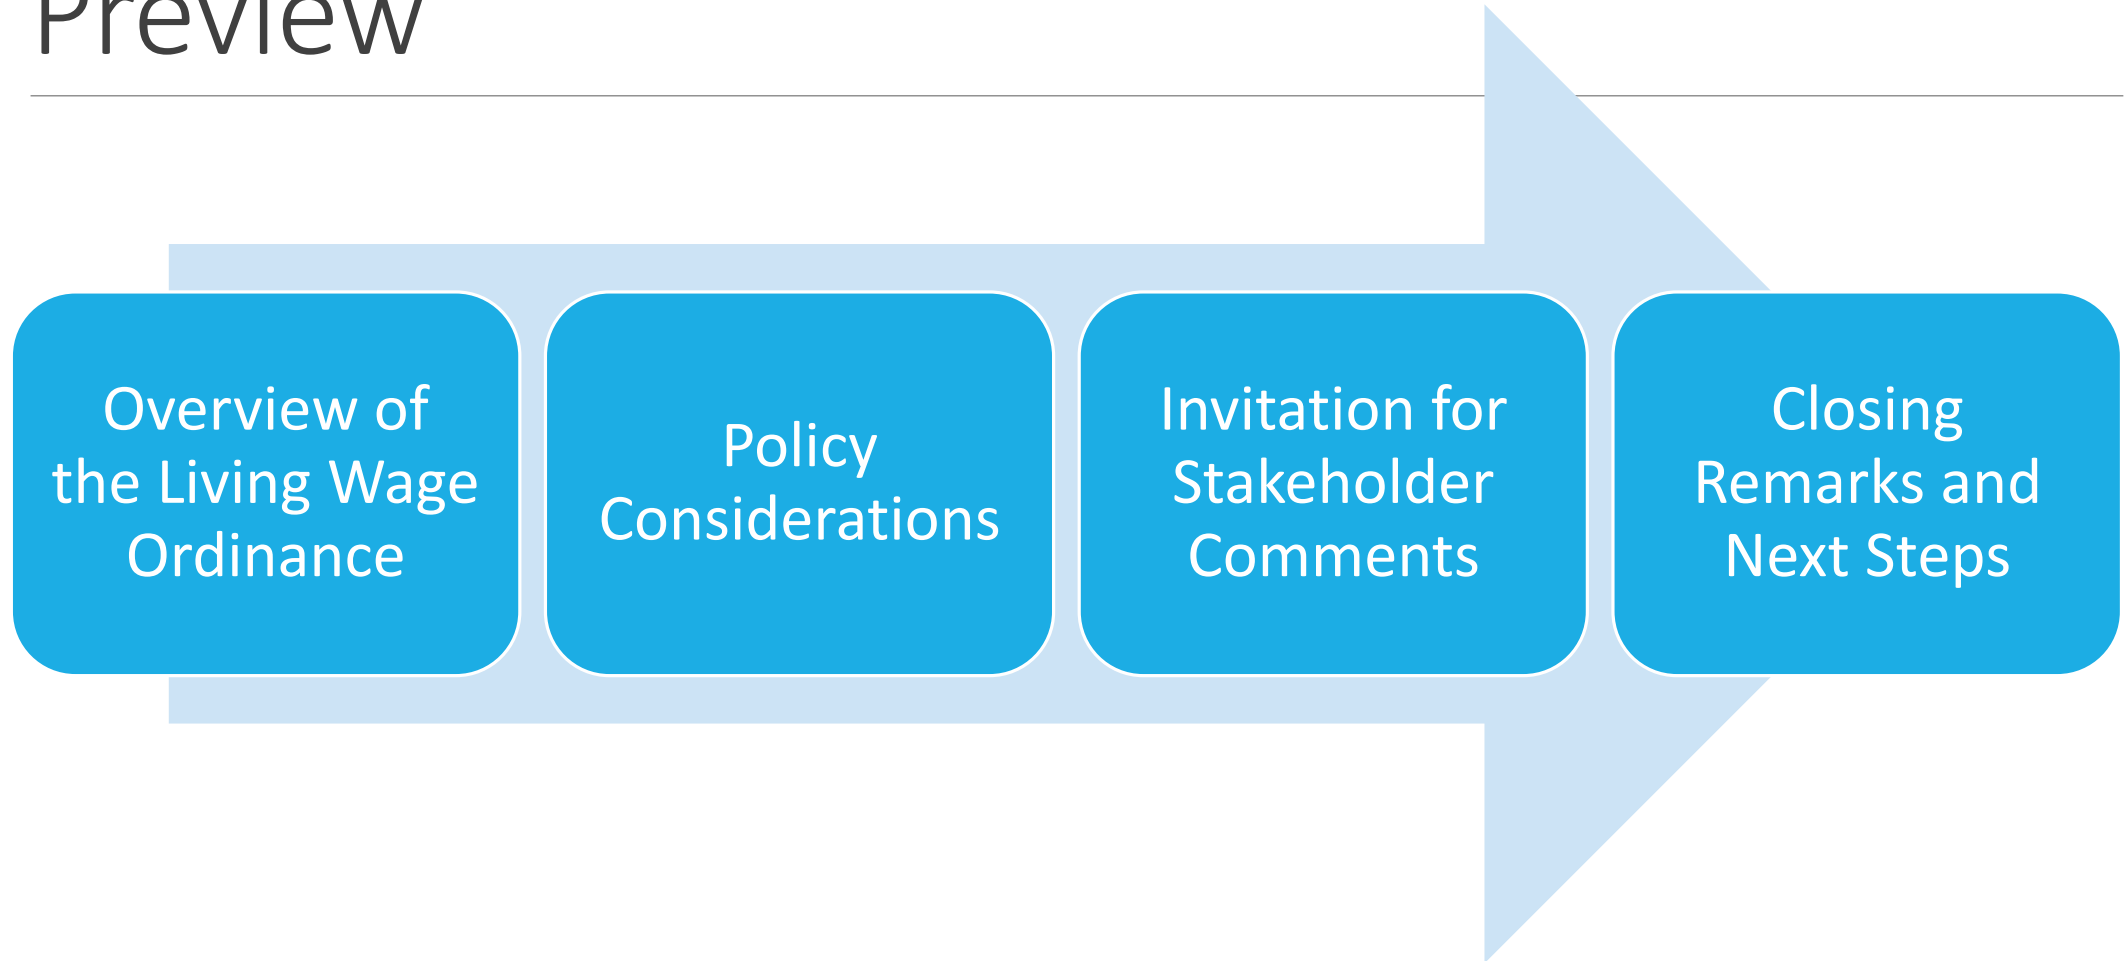 Preview
Overview of
the Living Wage
Ordinance
Policy
Considerations
Invitation for
Stakeholder
Comments
Closing
Remarks and
Next Steps